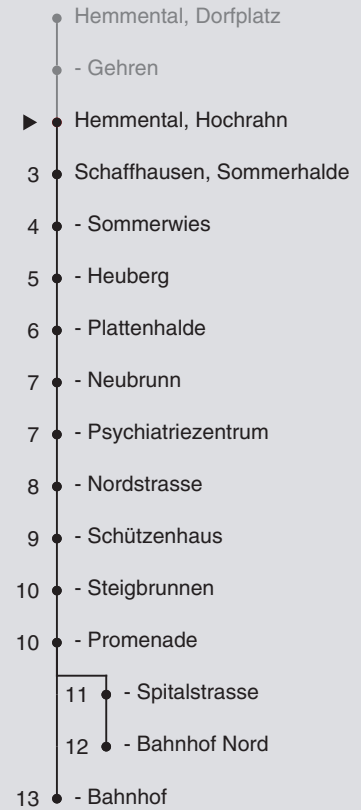 Hemmental, Dorfplatz
- Gehren
Hemmental, Hochrahn
3 Schaffhausen, Sommerhalde
4 - Sommerwies
5 - Heuberg
6 - Plattenhalde
7 - Neubrunn
7 - Psychiatriezentrum
8 - Nordstrasse
9 - Schützenhaus
10 - Steigbrunnen
10 - Promenade
11 - Spitalstrasse
12 - Bahnhof Nord
13 - Bahnhof